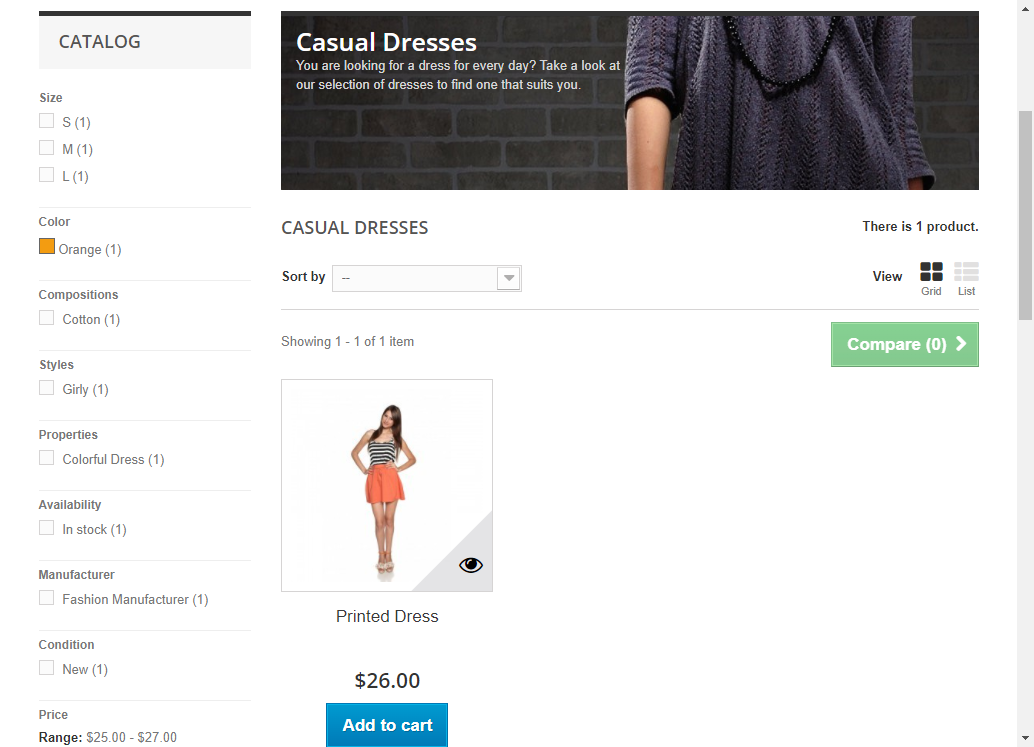 CATALOG
Size
S (1)
M (1)
L (1)
Color
Orange (1)
Compositions
Cotton (1)
Styles
Girly (1)
Properties
Colorful Dress (1)
Availability
In stock (1)
Manufacturer
Fashion Manufacturer (1)
Condition
New (1)
Price
Range: $25.00 - $27.00
Casual Dresses
You are looking for a dress for every day? Take a look at
our selection of dresses to find one that suits you.
CASUAL DRESSES
There is 1 product.
Sort by
--
View
Grid
List
Showing 1 - 1 of 1 item
Compare (0)
Printed Dress
$26.00
Add to cart